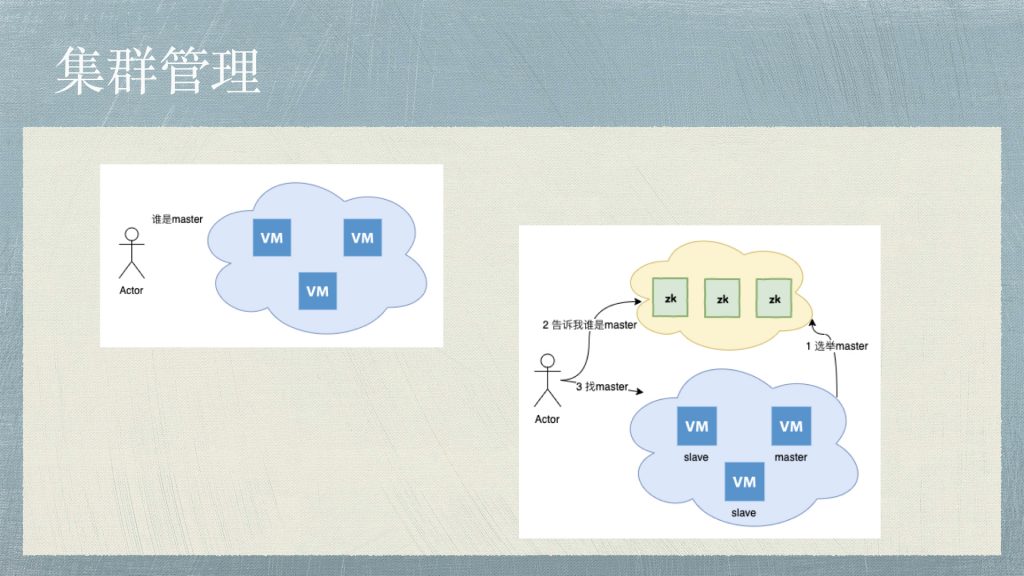 集群管理
谁是master
VM
VM
VM
Actor
zk
zk
zk
2 告诉我谁是master
1 选举master
3 找master
Actor
VM
VM
slave
master
VM
slave